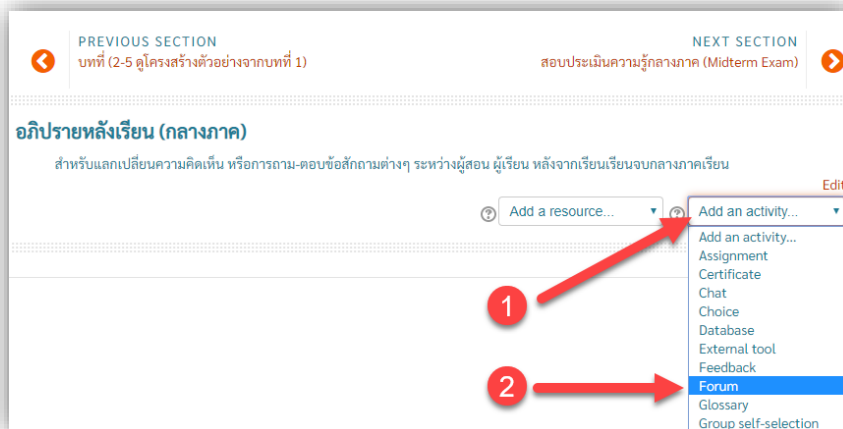 PREVIOUS SECTION
บทที่ (2-5 ดูโครงสร้างตัวอย่างจากบทที่ 1)
NEXT SECTION
สอบประเมินความรู้กลางภาค (Midterm Exam)
อภิปรายหลังเรียน (กลางภาค)
สำหรับแลกเปลี่ยนความคิดเห็น หรือการถาม-ตอบข้อสักถามต่างๆ ระหว่างผู้สอน ผู้เรียน หลังจากเรียนเรียนจบกลางภาคเรียน
Edit
Add a resource...
Add an activity...
Add an activity...
Assignment
Certificate
Chat
Choice
Database
External tool
Feedback
Forum
Glossary
Group self-selection
1
2